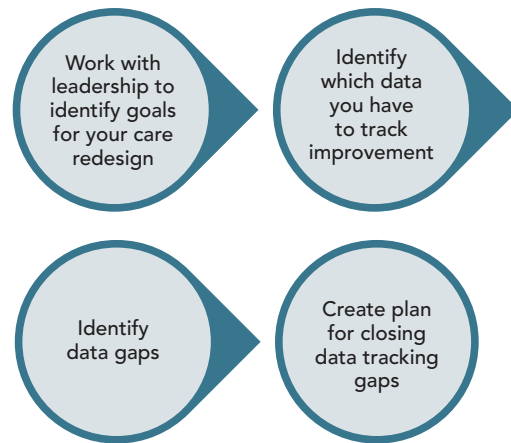 Work with
leadership to
identify goals
for your care
redesign
Identify
which data
you have
to track
improvement
Identify
data gaps
Create plan
for closing
data tracking
gaps